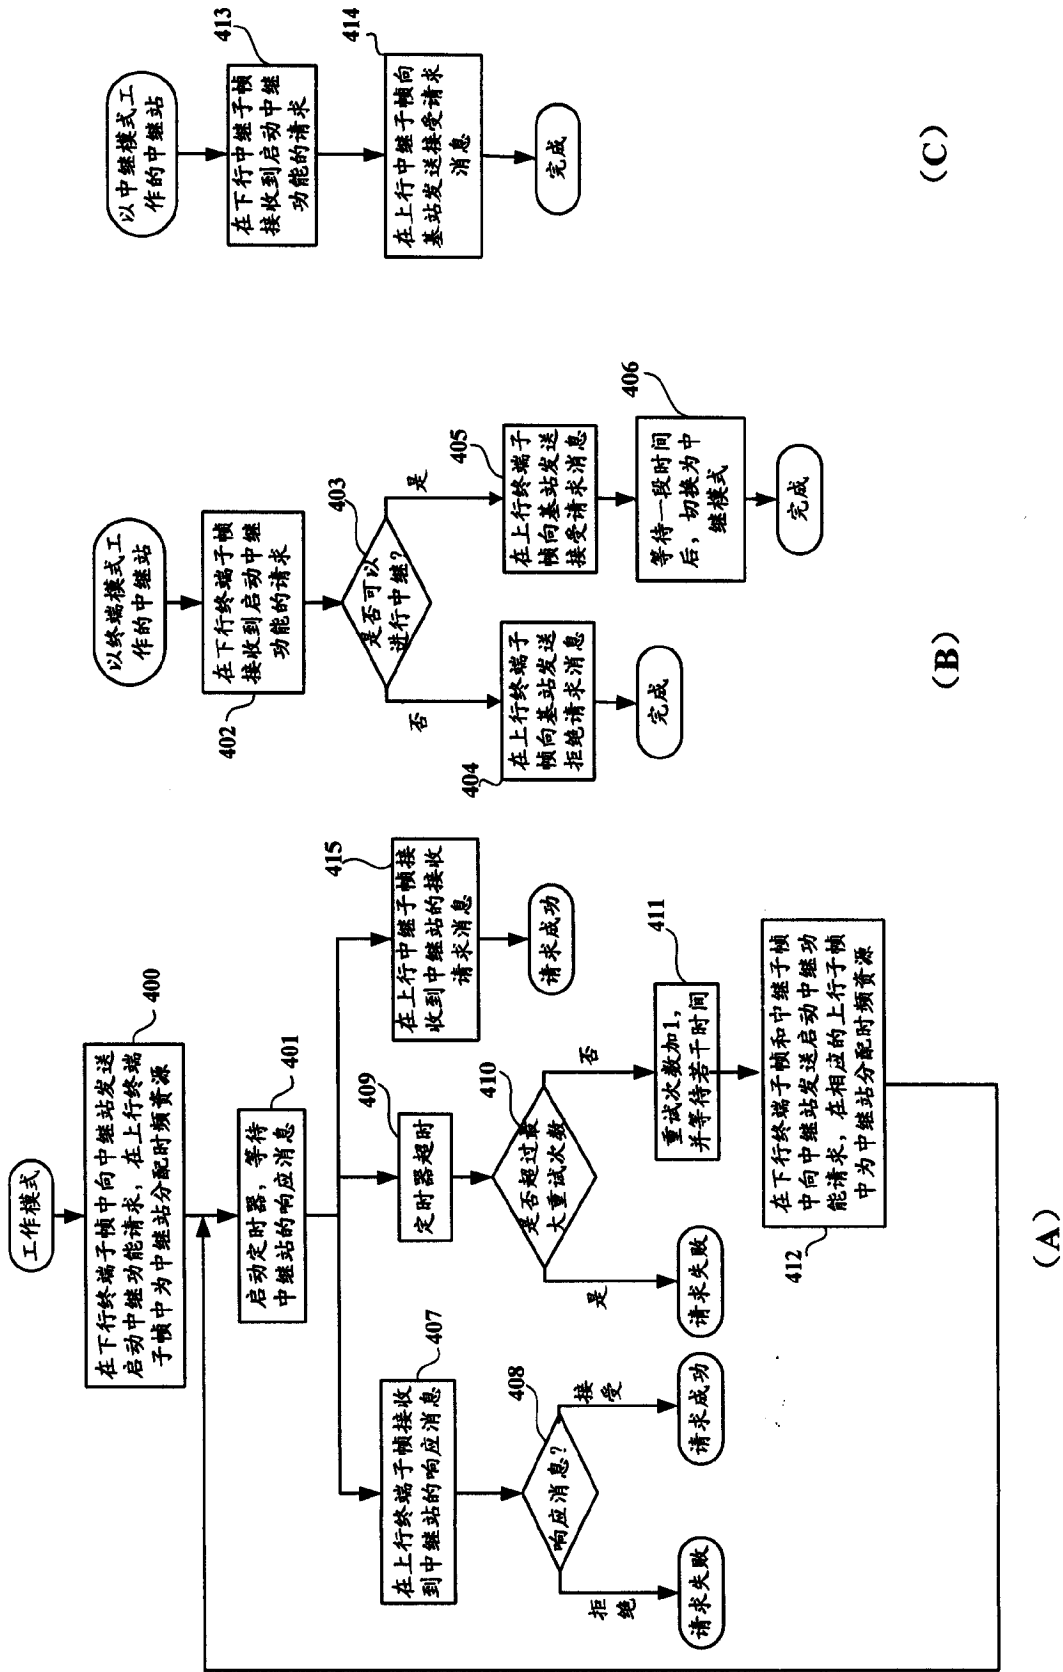 工作模式
在下行终端子帧中向中继站发送
启动中继功能请求，在上行终端
子帧中为中继站分配时频资源
400
启动定时器，等待
中继站的响应消息
401
在上行终端子帧接收
到中继站的响应消息
407
响应消息？
408
拒绝
接受
请求失败
请求成功
定时器超时
409
是否超过最
大重试次数
410
是
否
请求失败
重试次数加1，
并等待若干时间
411
在下行终端子帧和中继子帧
中向中继站发送启动中继功
能请求，在相应的上行子帧
中为中继站分配时频资源
412
在上行中继子帧接
收到中继站的接收
请求消息
415
请求成功
(A)
以终端模式工
作的中继站
在下行终端子帧
接收到启动中继
功能的请求
402
是否可以
进行中继？
403
否
是
在上行终端子
帧向基站发送
拒绝请求消息
404
完成
在上行终端子
帧向基站发送
接受请求消息
405
等待一段时间
后，切换为中
继模式
406
完成
(B)
以中继模式工
作的中继站
在下行中继子帧
接收到启动中继
功能的请求
413
在上行中继子帧向
基站发送接受请求
消息
414
完成
(C)